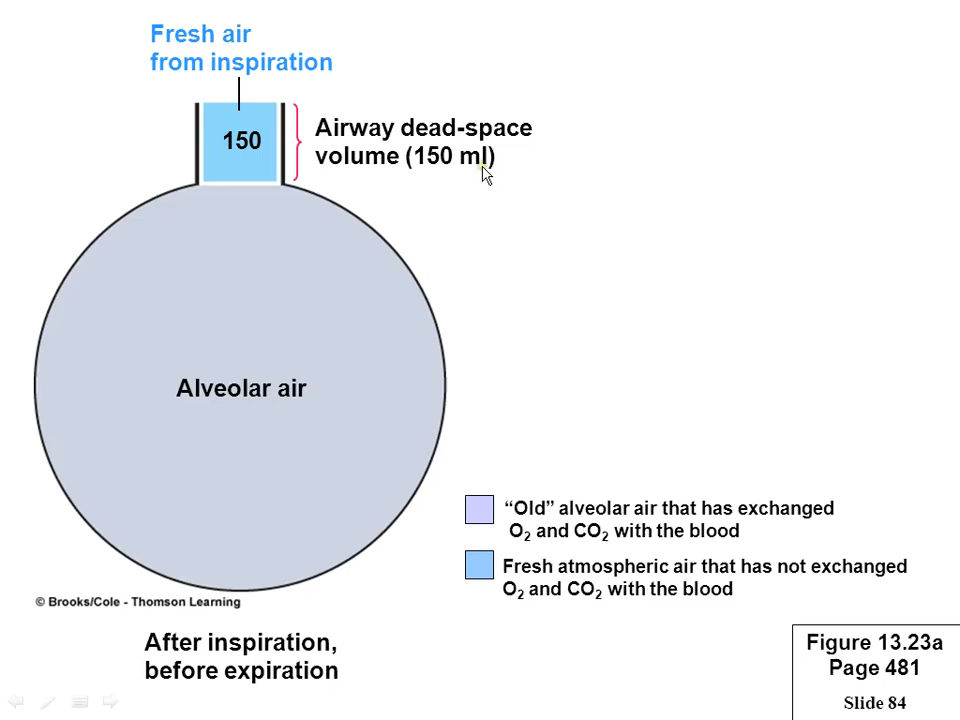 Fresh air
from inspiration
150
Airway dead-space
volume (150 ml)
Alveolar air
“Old” alveolar air that has exchanged
O₂ and CO₂ with the blood
Fresh atmospheric air that has not exchanged
O₂ and CO₂ with the blood
© Brooks/Cole - Thomson Learning
After inspiration,
before expiration
Figure 13.23a
Page 481
Slide 84